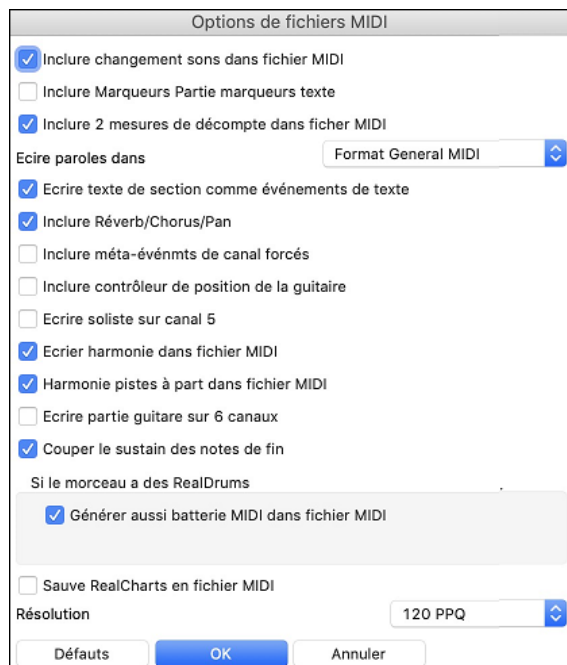 Options de fichiers MIDI
Inclure changement sons dans fichier MIDI
Inclure Marqueurs Partie marqueurs texte
Inclure 2 mesures de décompte dans ficher MIDI
Ecire paroles dans Format General MIDI
Ecrire texte de section comme événements de texte
Inclure Réverb/Chorus/Pan
Inclure méta-événmts de canal forcés
Inclure contrôleur de position de la guitaire
Ecrire soliste sur canal 5
Ecrier harmonie dans fichier MIDI
Harmonie pistes à part dans fichier MIDI
Ecrire partie guitare sur 6 canaux
Couper le sustain des notes de fin
Si le morceau a des RealDrums
Générer aussi batterie MIDI dans fichier MIDI
Sauve RealCharts en fichier MIDI
Résolution 120 PPQ
Défauts OK Annuler